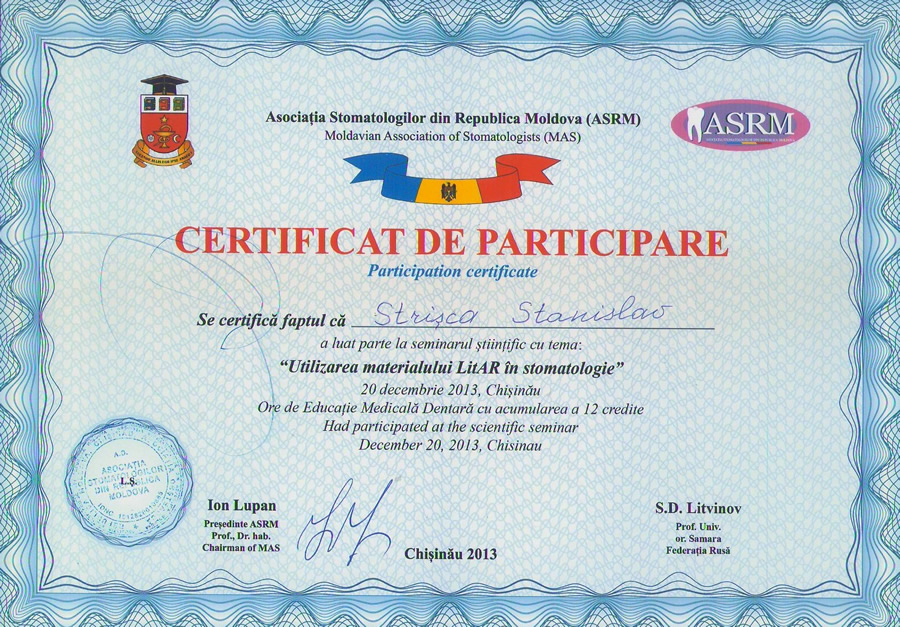 Asociația Stomatologilor din Republica Moldova (ASRM)
Moldavian Association of Stomatologists (MAS)
ASRM
CERTIFICAT DE PARTICIPARE
Participation certificate
Se certifică faptul că Strișca Stanislav
a luat parte la seminarul științific cu tema:
“Utilizarea materialului LitAR în stomatologie”
20 decembrie 2013, Chișinău
Ore de Educație Medicală Dentară cu acumularea a 12 credite
Had participated at the scientific seminar
December 20, 2013, Chisinau
A.O.
ASOCIAȚIA
STOMATOLOGILOR
DIN REPUBLICA
MOLDOVA
L.Ș.
Ion Lupan
Președinte ASRM
Prof., Dr. hab.
Chairman of MAS
Chișinău 2013
S.D. Litvinov
Prof. Univ.
or. Samara
Federația Rusă